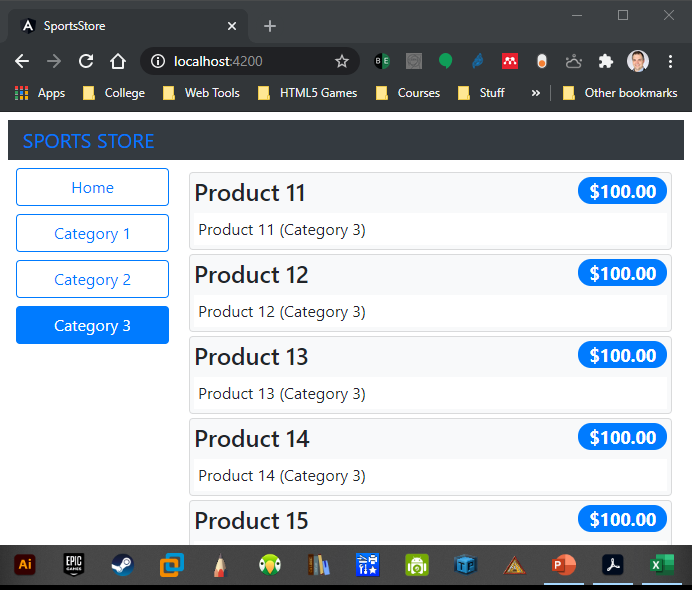 SportsStore
localhost:4200
B E
Apps College Web Tools HTML5 Games Courses Stuff » Other bookmarks
SPORTS STORE
Home
Category 1
Category 2
Category 3
Product 11 $100.00
Product 11 (Category 3)
Product 12 $100.00
Product 12 (Category 3)
Product 13 $100.00
Product 13 (Category 3)
Product 14 $100.00
Product 14 (Category 3)
Product 15 $100.00
Ai EPIC GAMES TP P X